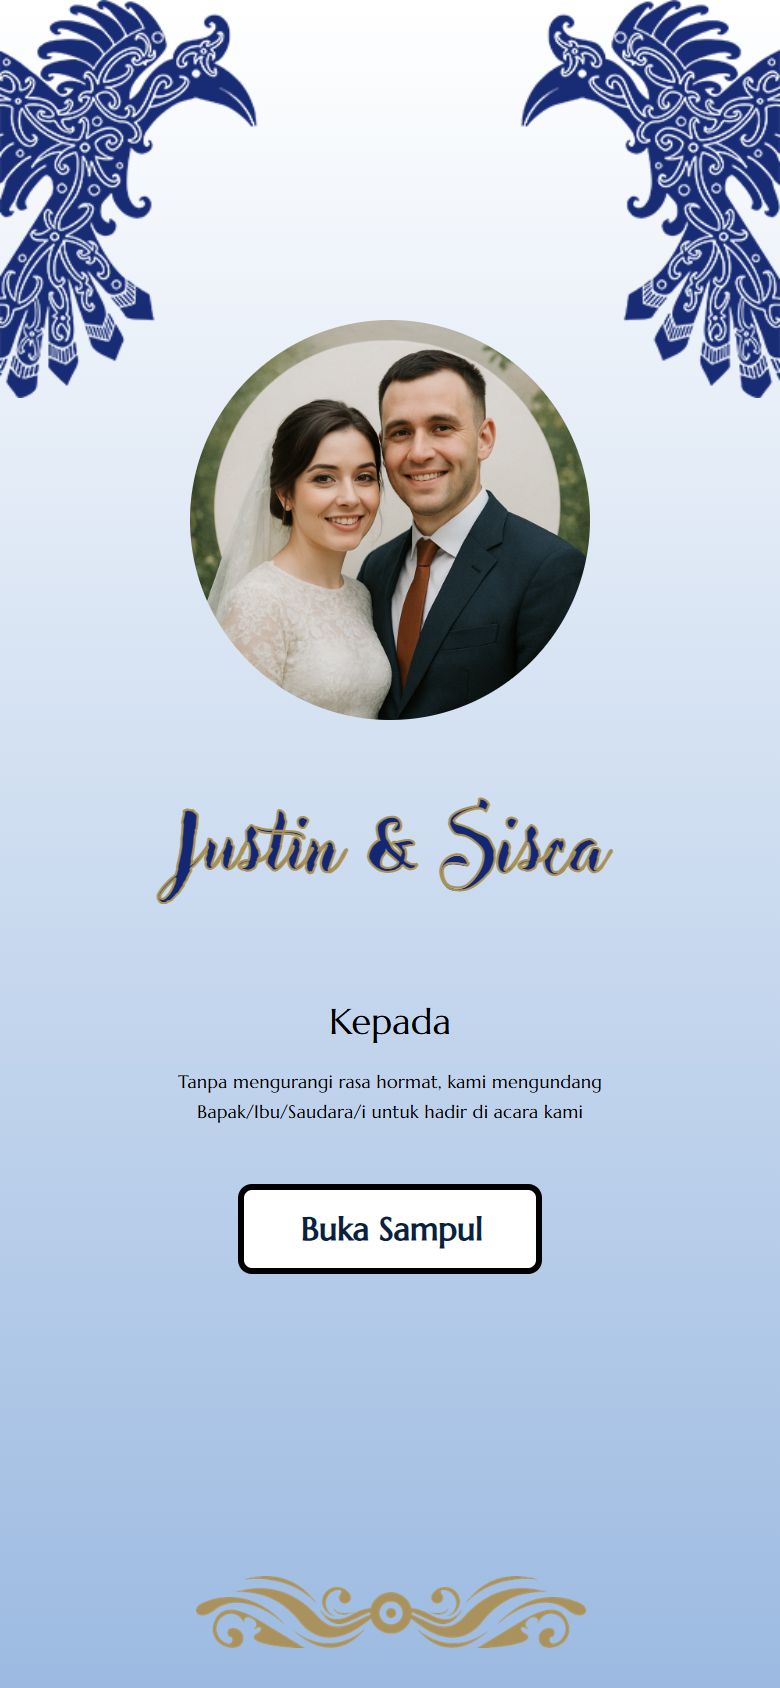 Justin & Sisca
Kepada
Tanpa mengurangi rasa hormat, kami mengundang
Bapak/Ibu/Saudara/i untuk hadir di acara kami
Buka Sampul